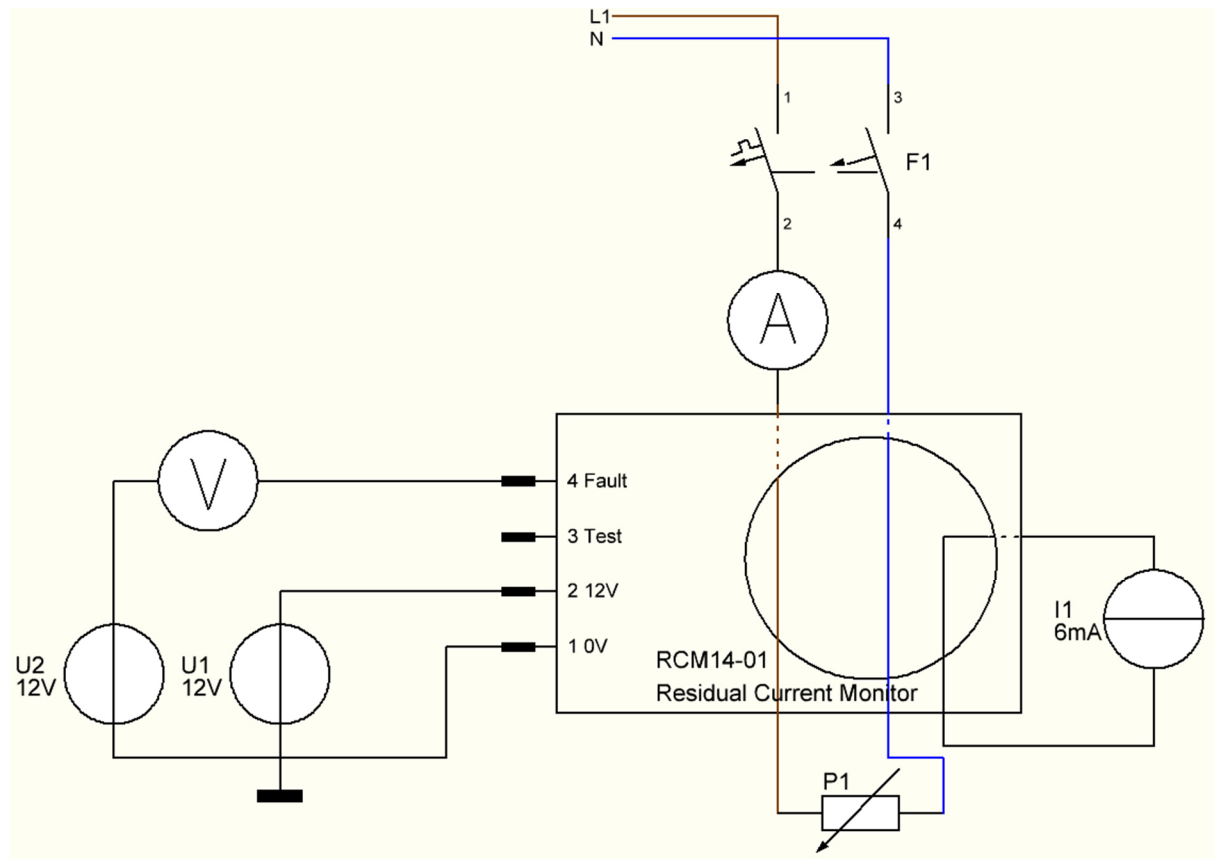 L1
N
1
3
F1
2
4
A
V
4 Fault
3 Test
2 12V
1 0V
U2
12V
U1
12V
RCM14-01
Residual Current Monitor
I1
6mA
P1